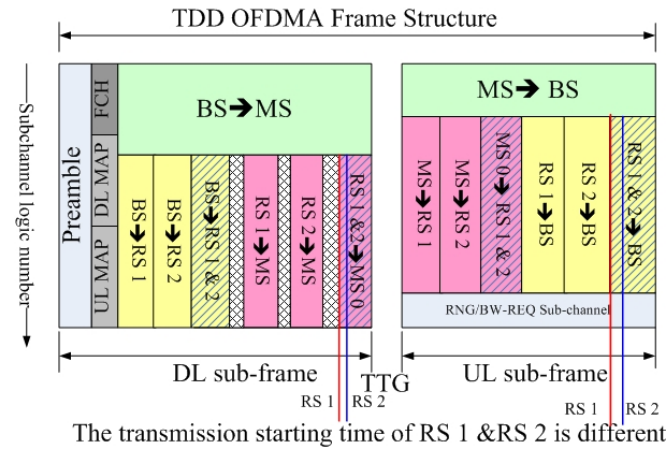 TDD OFDMA Frame Structure
Subchannel logic number
Preamble
FCH
DL MAP
UL MAP
BS➔MS
BS➔RS 1
BS➔RS 2
BS➔RS 1 & 2
RS 1➔MS
RS 2➔MS
RS 1 &2➔MS 0
MS➔ BS
MS➔RS 1
MS➔RS 2
MS 0➔RS 1 & 2
RS 1➔BS
RS 2➔BS
RS 1 & 2➔BS
RNG/BW-REQ Sub-channel
DL sub-frame
TTG
UL sub-frame
RS 1
RS 2
RS 1
RS 2
The transmission starting time of RS 1 &RS 2 is different